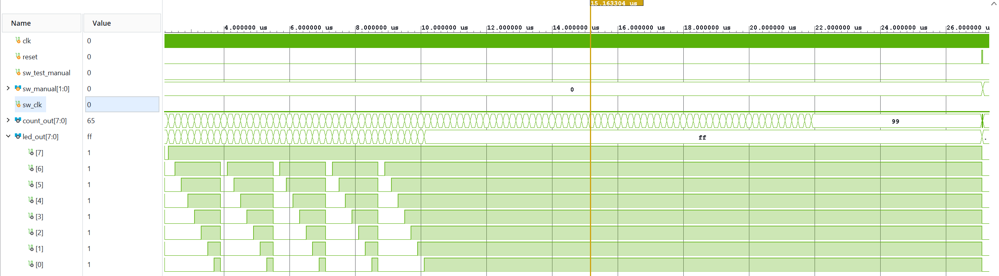 15.163304 us
Name Value
4.000000 us 6.000000 us 8.000000 us 10.000000 us 12.000000 us 14.000000 us 16.000000 us 18.000000 us 20.000000 us 22.000000 us 24.000000 us 26.000000 u
clk 0
reset 0
sw_test_manual 0
sw_manual[1:0] 0 0
sw_clk 0
count_out[7:0] 65 99
led_out[7:0] ff ff .
[7] 1
[6] 1
[5] 1
[4] 1
[3] 1
[2] 1
[1] 1
[0] 1